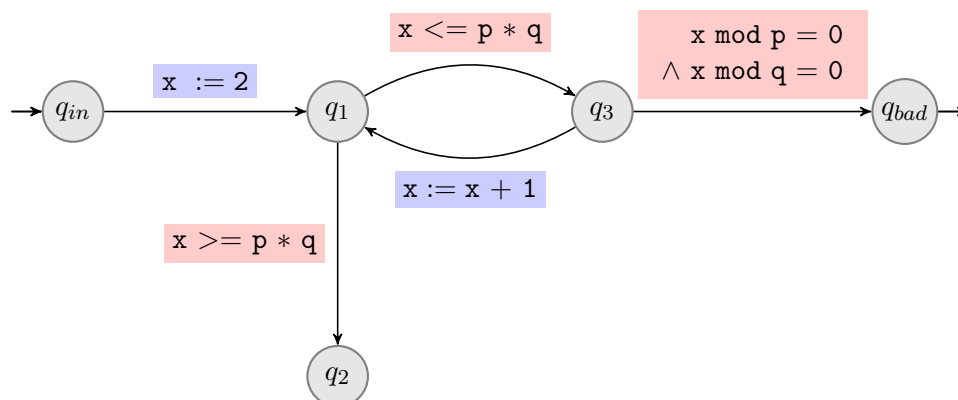 x <= p * q
x mod p = 0
∧ x mod q = 0
x := 2
q_in
q_1
q_3
q_bad
x := x + 1
x >= p * q
q_2